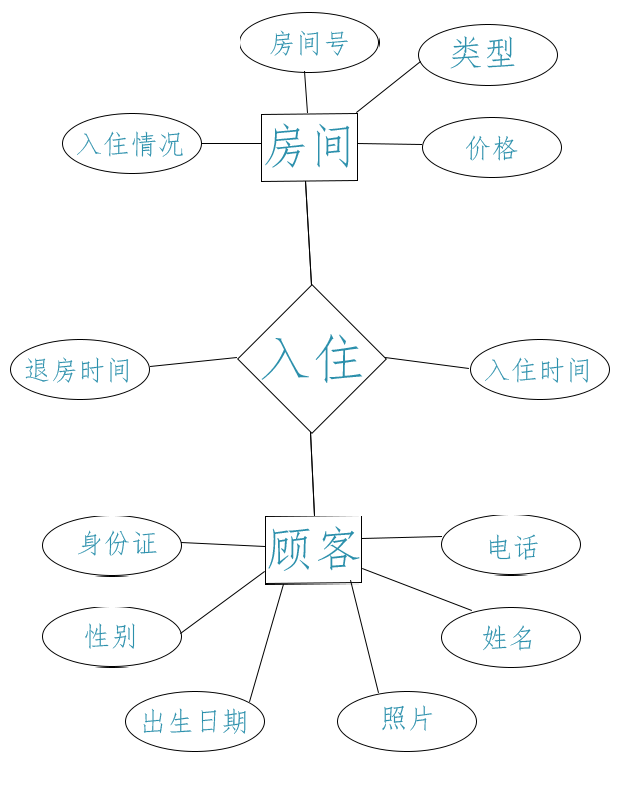 房间号
类型
入住情况
房间
价格
退房时间
入住
入住时间
身份证
顾客
电话
性别
姓名
出生日期
照片